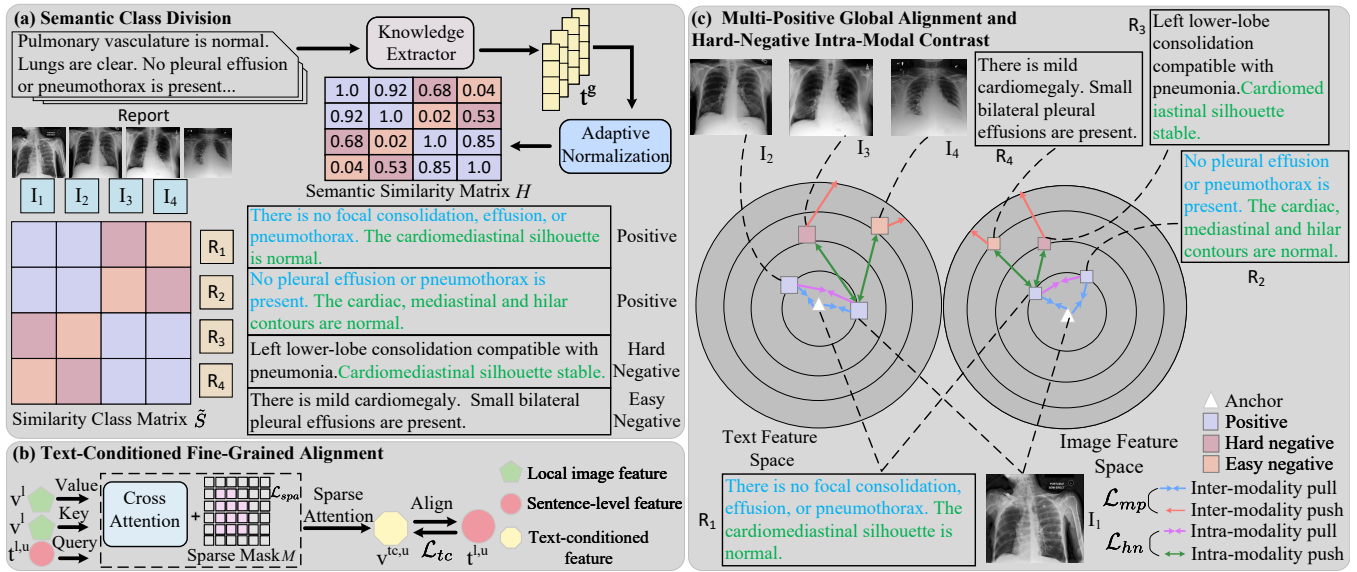 (a) Semantic Class Division
Pulmonary vasculature is normal.
Lungs are clear. No pleural effusion
or pneumothorax is present...
Report
Knowledge
Extractor
t^g
Adaptive
Normalization
1.0 0.92 0.68 0.04
0.92 1.0 0.02 0.53
0.68 0.02 1.0 0.85
0.04 0.53 0.85 1.0
Semantic Similarity Matrix H
I₁ I₂ I₃ I₄
R₁
R₂
R₃
R₄
Similarity Class Matrix S̃
There is no focal consolidation, effusion, or
pneumothorax. The cardiomediastinal silhouette
is normal.
Positive
No pleural effusion or pneumothorax is
present. The cardiac, mediastinal and hilar
contours are normal.
Positive
Left lower-lobe consolidation compatible with
pneumonia.Cardiomediastinal silhouette stable.
Hard
Negative
There is mild cardiomegaly. Small bilateral
pleural effusions are present.
Easy
Negative
(b) Text-Conditioned Fine-Grained Alignment
v^l Value
v^l Key
t^{l,u} Query
Cross
Attention
+
ℒ_spa
Sparse Mask M
Sparse
Attention
v^{tc,u}
Align
ℒ_tc
t^{l,u}
Local image feature
Sentence-level feature
Text-conditioned
feature
(c) Multi-Positive Global Alignment and
Hard-Negative Intra-Modal Contrast
I₂
I₃
I₄
There is mild
cardiomegaly. Small
bilateral pleural
effusions are present.
R₄
R₃
Left lower-lobe
consolidation
compatible with
pneumonia.Cardiomed
iastinal silhouette
stable.
No pleural effusion
or pneumothorax is
present. The cardiac,
mediastinal and hilar
contours are normal.
R₂
Text Feature
Space
Image Feature
Space
R₁
There is no focal consolidation,
effusion, or pneumothorax. The
cardiomediastinal silhouette is
normal.
I₁
Anchor
Positive
Hard negative
Easy negative
ℒ_mp
Inter-modality pull
Inter-modality push
ℒ_hn
Intra-modality pull
Intra-modality push